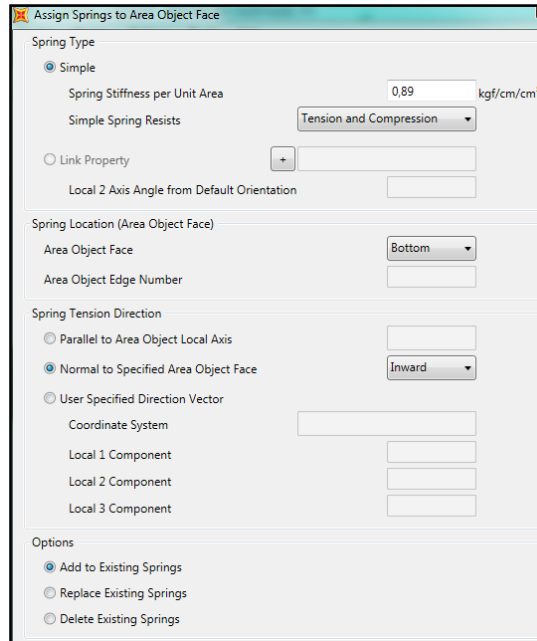 Assign Springs to Area Object Face
Spring Type
Simple
Spring Stiffness per Unit Area 0,89 kgf/cm/cm²
Simple Spring Resists Tension and Compression
Link Property +
Local 2 Axis Angle from Default Orientation
Spring Location (Area Object Face)
Area Object Face Bottom
Area Object Edge Number
Spring Tension Direction
Parallel to Area Object Local Axis
Normal to Specified Area Object Face Inward
User Specified Direction Vector
Coordinate System
Local 1 Component
Local 2 Component
Local 3 Component
Options
Add to Existing Springs
Replace Existing Springs
Delete Existing Springs